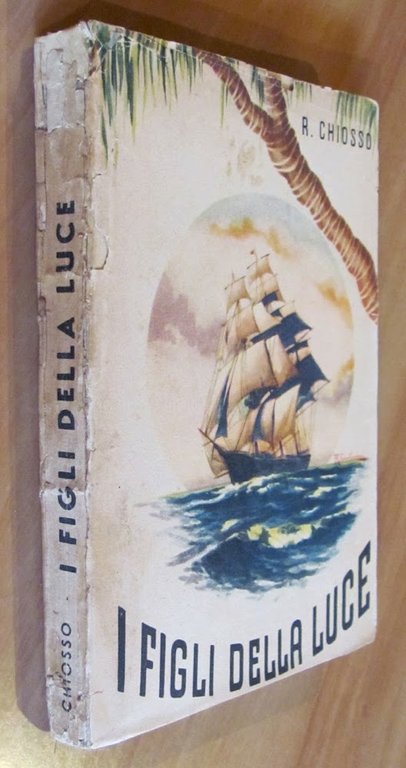 R. CHIOSSO
I FIGLI DELLA LUCE
CHIOSSO - I FIGLI DELLA LUCE